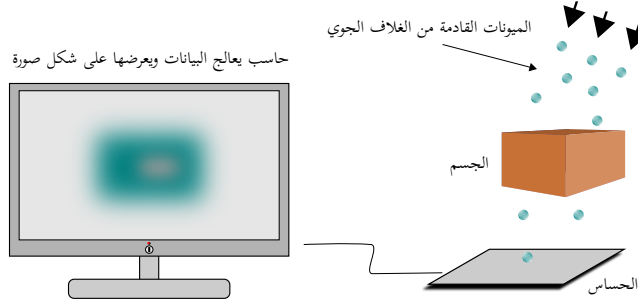 الميونات القادمة من الغلاف الجوي
حاسب يعالج البيانات ويعرضها على شكل صورة
الجسم
الحساس